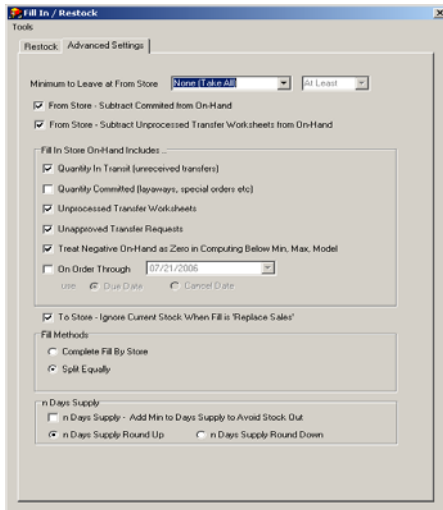 Fill In / Restock
Tools
Restock Advanced Settings
Minimum to Leave at From Store None (Take All) At Least
From Store - Subtract Commited from On-Hand
From Store - Subtract Unprocessed Transfer Worksheets from On-Hand
Fill In Store On-Hand Includes ..
Quantity In Transit (unreceived transfers)
Quantity Committed (layaways, special orders etc)
Unprocessed Transfer Worksheets
Unapproved Transfer Requests
Treat Negative On-Hand as Zero in Computing Below Min, Max, Model
On Order Through 07/21/2006
use Due Date Cancel Date
To Store - Ignore Current Stock When Fill is 'Replace Sales'
Fill Methods
Complete Fill By Store
Split Equally
n Days Supply
n Days Supply - Add Min to Days Supply to Avoid Stock Out
n Days Supply Round Up n Days Supply Round Down